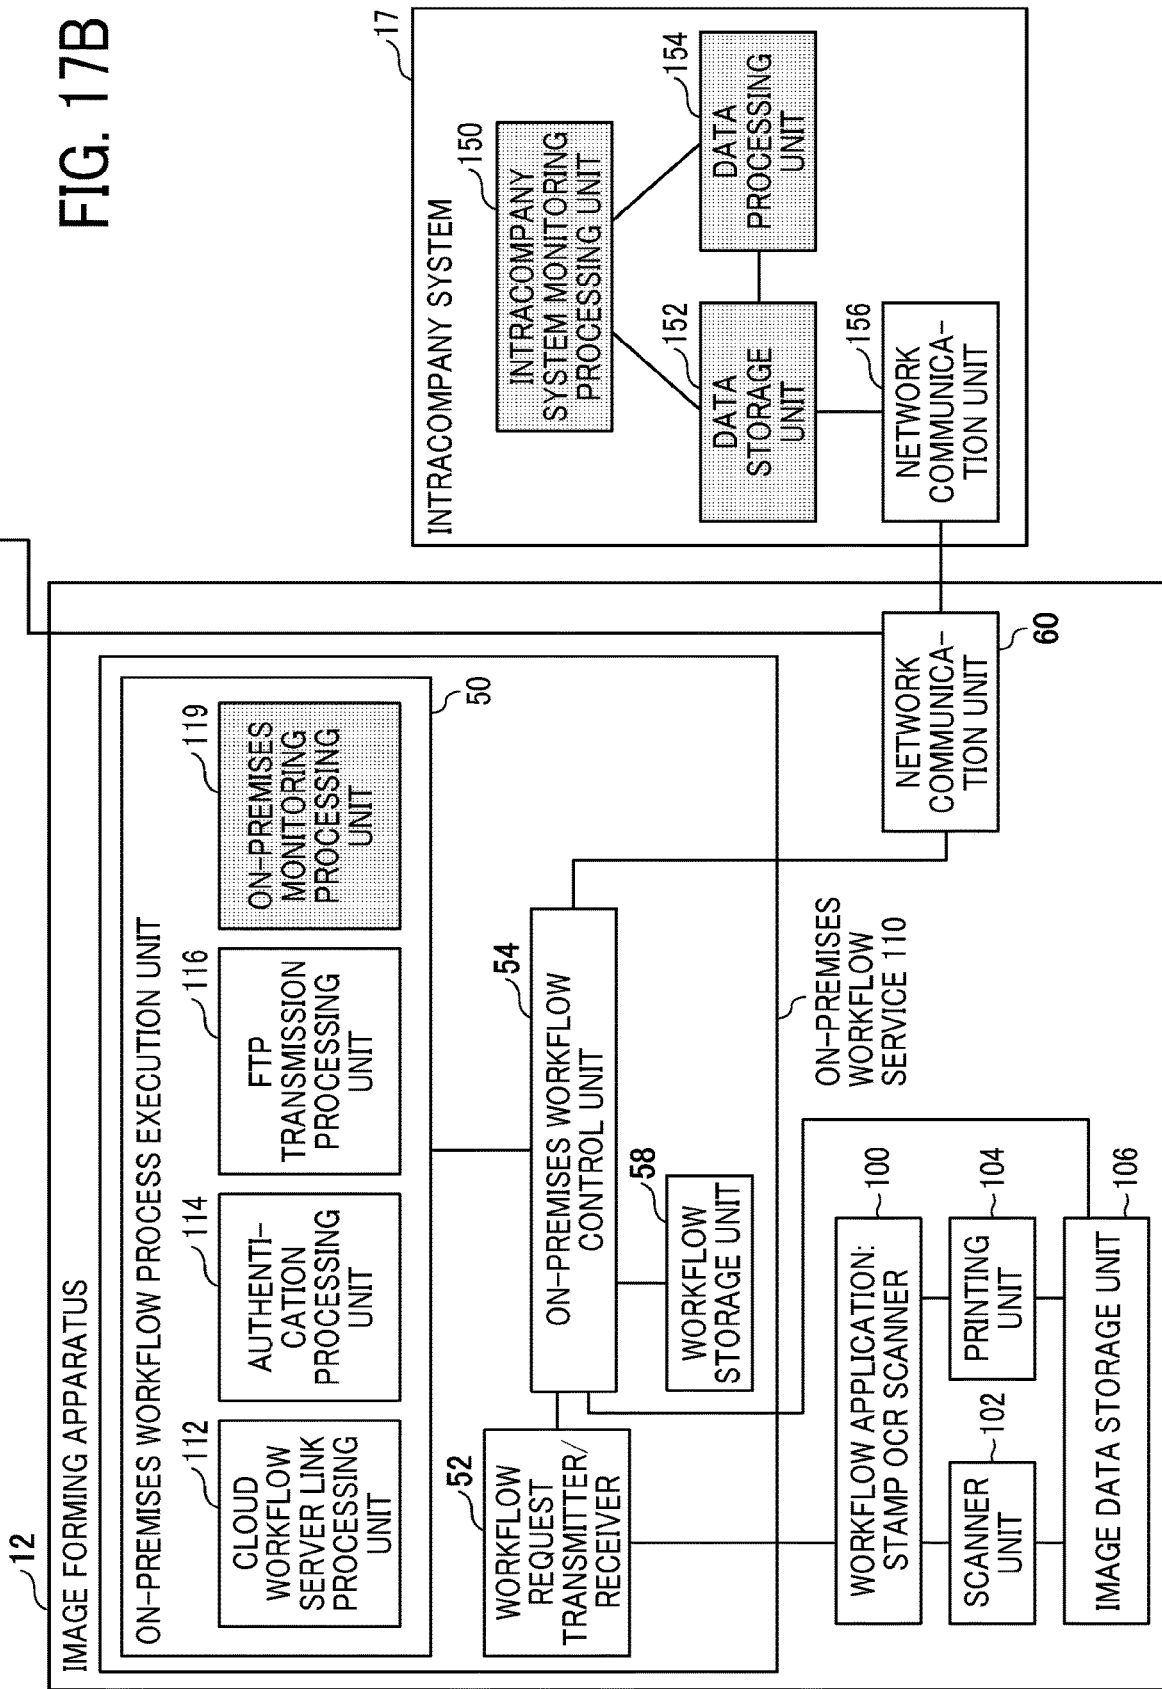 FIG. 17B
12
IMAGE FORMING APPARATUS
ON-PREMISES WORKFLOW PROCESS EXECUTION UNIT
112
CLOUD
WORKFLOW
SERVER LINK
PROCESSING
UNIT
114
AUTHENTI-
CATION
PROCESSING
UNIT
116
FTP
TRANSMISSION
PROCESSING
UNIT
119
ON-PREMISES
MONITORING
PROCESSING
UNIT
50
52
WORKFLOW
REQUEST
TRANSMITTER/
RECEIVER
54
ON-PREMISES WORKFLOW
CONTROL UNIT
58
WORKFLOW
STORAGE UNIT
ON-PREMISES
WORKFLOW
SERVICE 110
100
WORKFLOW APPLICATION:
STAMP OCR SCANNER
102
SCANNER
UNIT
104
PRINTING
UNIT
106
IMAGE DATA STORAGE UNIT
60
NETWORK
COMMUNICA-
TION UNIT
17
INTRACOMPANY SYSTEM
150
INTRACOMPANY
SYSTEM MONITORING
PROCESSING UNIT
152
DATA
STORAGE
UNIT
154
DATA
PROCESSING
UNIT
156
NETWORK
COMMUNICA-
TION UNIT